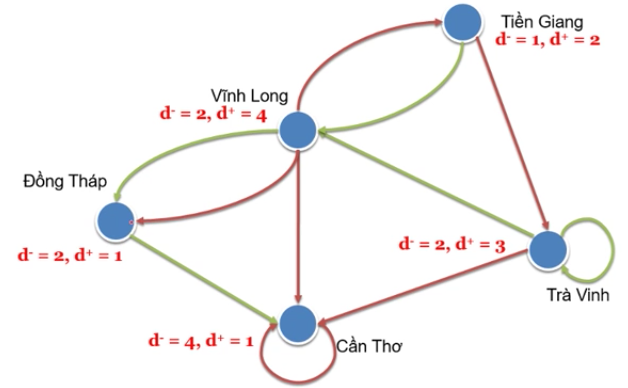 Tiền Giang
d⁻ = 1, d⁺ = 2
Vĩnh Long
d⁻ = 2, d⁺ = 4
Đồng Tháp
d⁻ = 2, d⁺ = 1
d⁻ = 2, d⁺ = 3
Trà Vinh
d⁻ = 4, d⁺ = 1
Cần Thơ